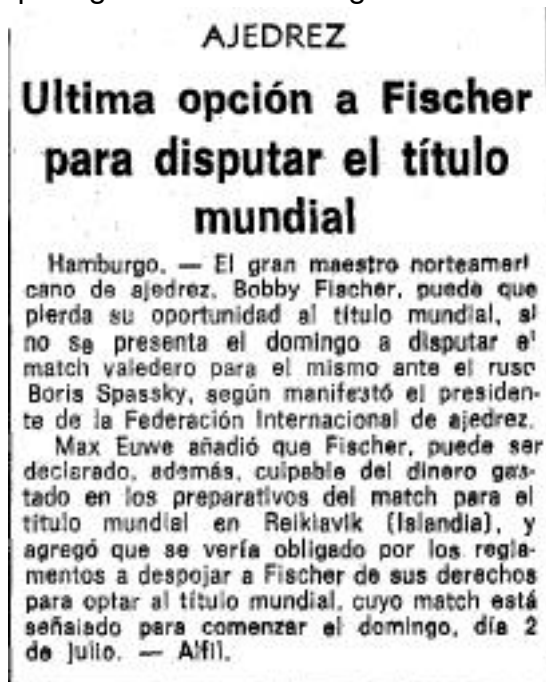 AJEDREZ
Ultima opción a Fischer
para disputar el título
mundial
Hamburgo. — El gran maestro norteameri
cano de ajedrez, Bobby Fischer, puede que
pierda su oportunidad al título mundial, si
no se presenta el domingo a disputar el
match valedero para el mismo ante el ruso
Boris Spassky, según manifestó el presiden-
te de la Federación Internacional de ajedrez.
Max Euwe añadió que Fischer, puede ser
declarado, además, culpable del dinero gas-
tado en los preparativos del match para el
título mundial en Reiklavik (Islandia), y
agregó que se vería obligado por los regla-
mentos a despojar a Fischer de sus derechos
para optar al título mundial, cuyo match está
señalado para comenzar el domingo, día 2
de julio. — Alfil.